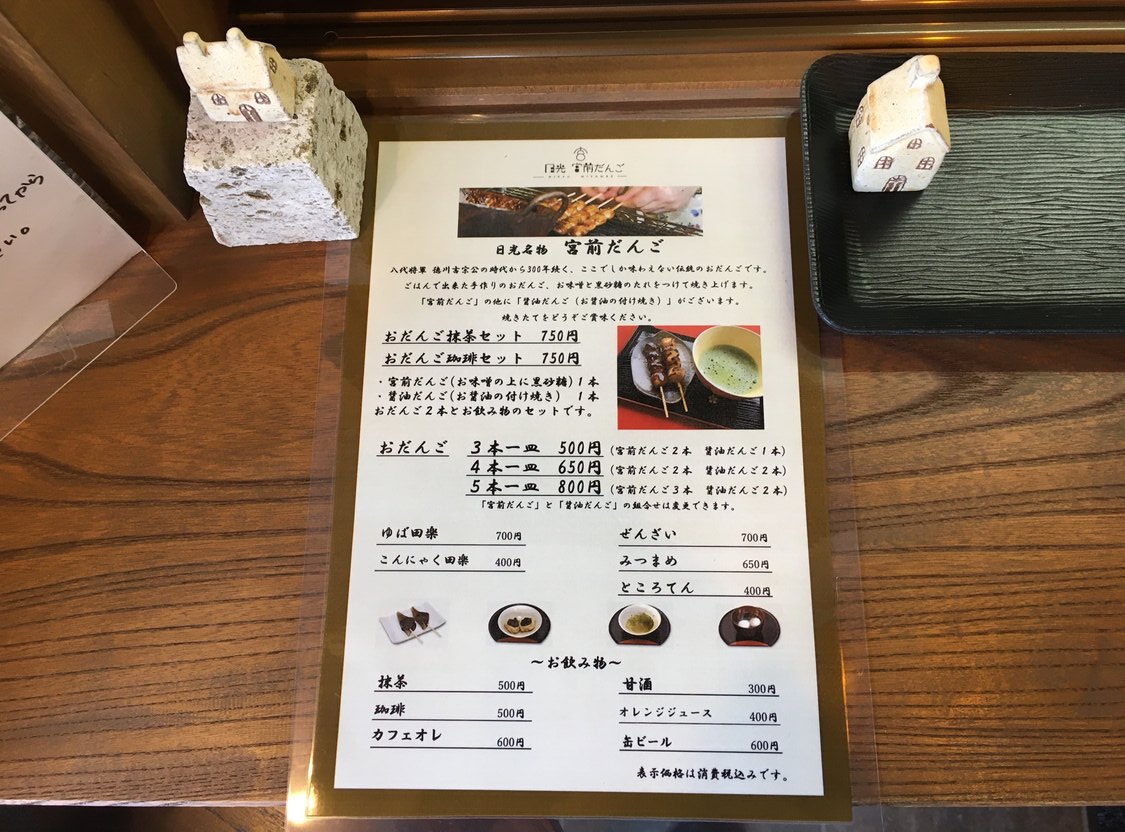 日光 宮前だんご
日光名物 宮前だんご
八代将軍 徳川吉宗公の時代から300年続く、ここでしか味わえない伝統のおだんごです。
ごはんで出来た手作りのおだんご、お味噌と黒砂糖のたれをつけて焼き上げます。
「宮前だんご」の他に「醤油だんご(お醤油の付け焼き)」がございます。
焼きたてをどうぞご賞味ください。
おだんご抹茶セット 750円
おだんご珈琲セット 750円
・宮前だんご(お味噌の上に黒砂糖)1本
・醤油だんご(お醤油の付け焼き) 1本
おだんご2本とお飲み物のセットです。
おだんご 3本一皿 500円(宮前だんご2本 醤油だんご1本)
4本一皿 650円(宮前だんご2本 醤油だんご2本)
5本一皿 800円(宮前だんご3本 醤油だんご2本)
「宮前だんご」と「醤油だんご」の組合せは変更できます。
ゆば田楽 700円
こんにゃく田楽 400円
ぜんざい 700円
みつまめ 650円
ところてん 400円
～お飲み物～
抹茶 500円
珈琲 500円
カフェオレ 600円
甘酒 300円
オレンジジュース 400円
缶ビール 600円
表示価格は消費税込みです。
てから
い。